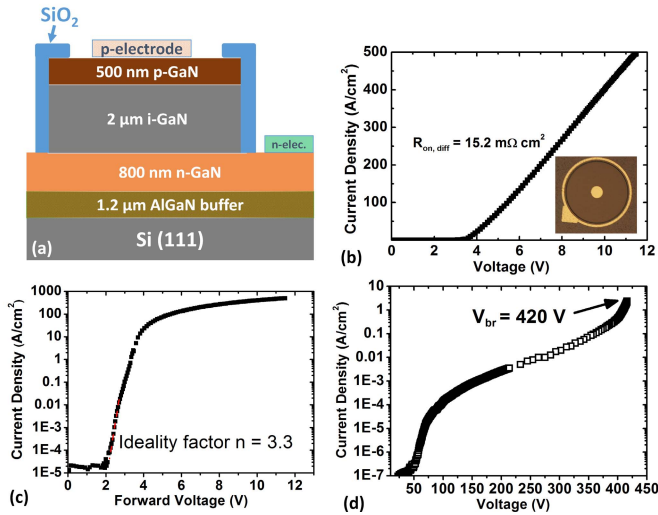 SiO2
p-electrode
500 nm p-GaN
2 μm i-GaN
n-elec.
800 nm n-GaN
1.2 μm AlGaN buffer
Si (111)
(a)
Current Density (A/cm²)
500
400
300
200
100
0 2 4 6 8 10
Voltage (V)
Ron, diff = 15.2 mΩ cm²
(b)
Current Density (A/cm²)
1000
100
10
1
0.1
0.01
1E-3
1E-4
1E-5
0 2 4 6 8 10 12
Forward Voltage (V)
Ideality factor n = 3.3
(c)
Current Density (A/cm²)
10
1
0.1
0.01
1E-3
1E-4
1E-5
1E-6
1E-7
50 100 150 200 250 300 350 400 450
Voltage (V)
Vbr = 420 V
(d)